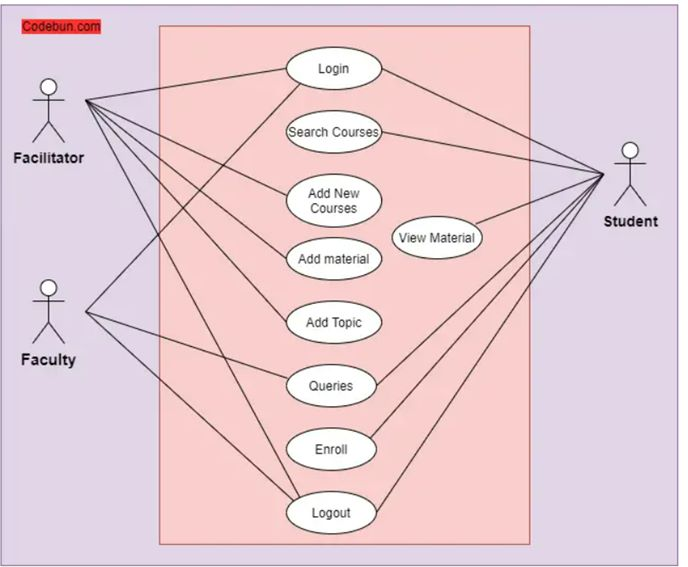 Codebun.com
Login
Search Courses
Facilitator
Add New
Courses
Student
View Material
Add material
Add Topic
Faculty
Queries
Enroll
Logout